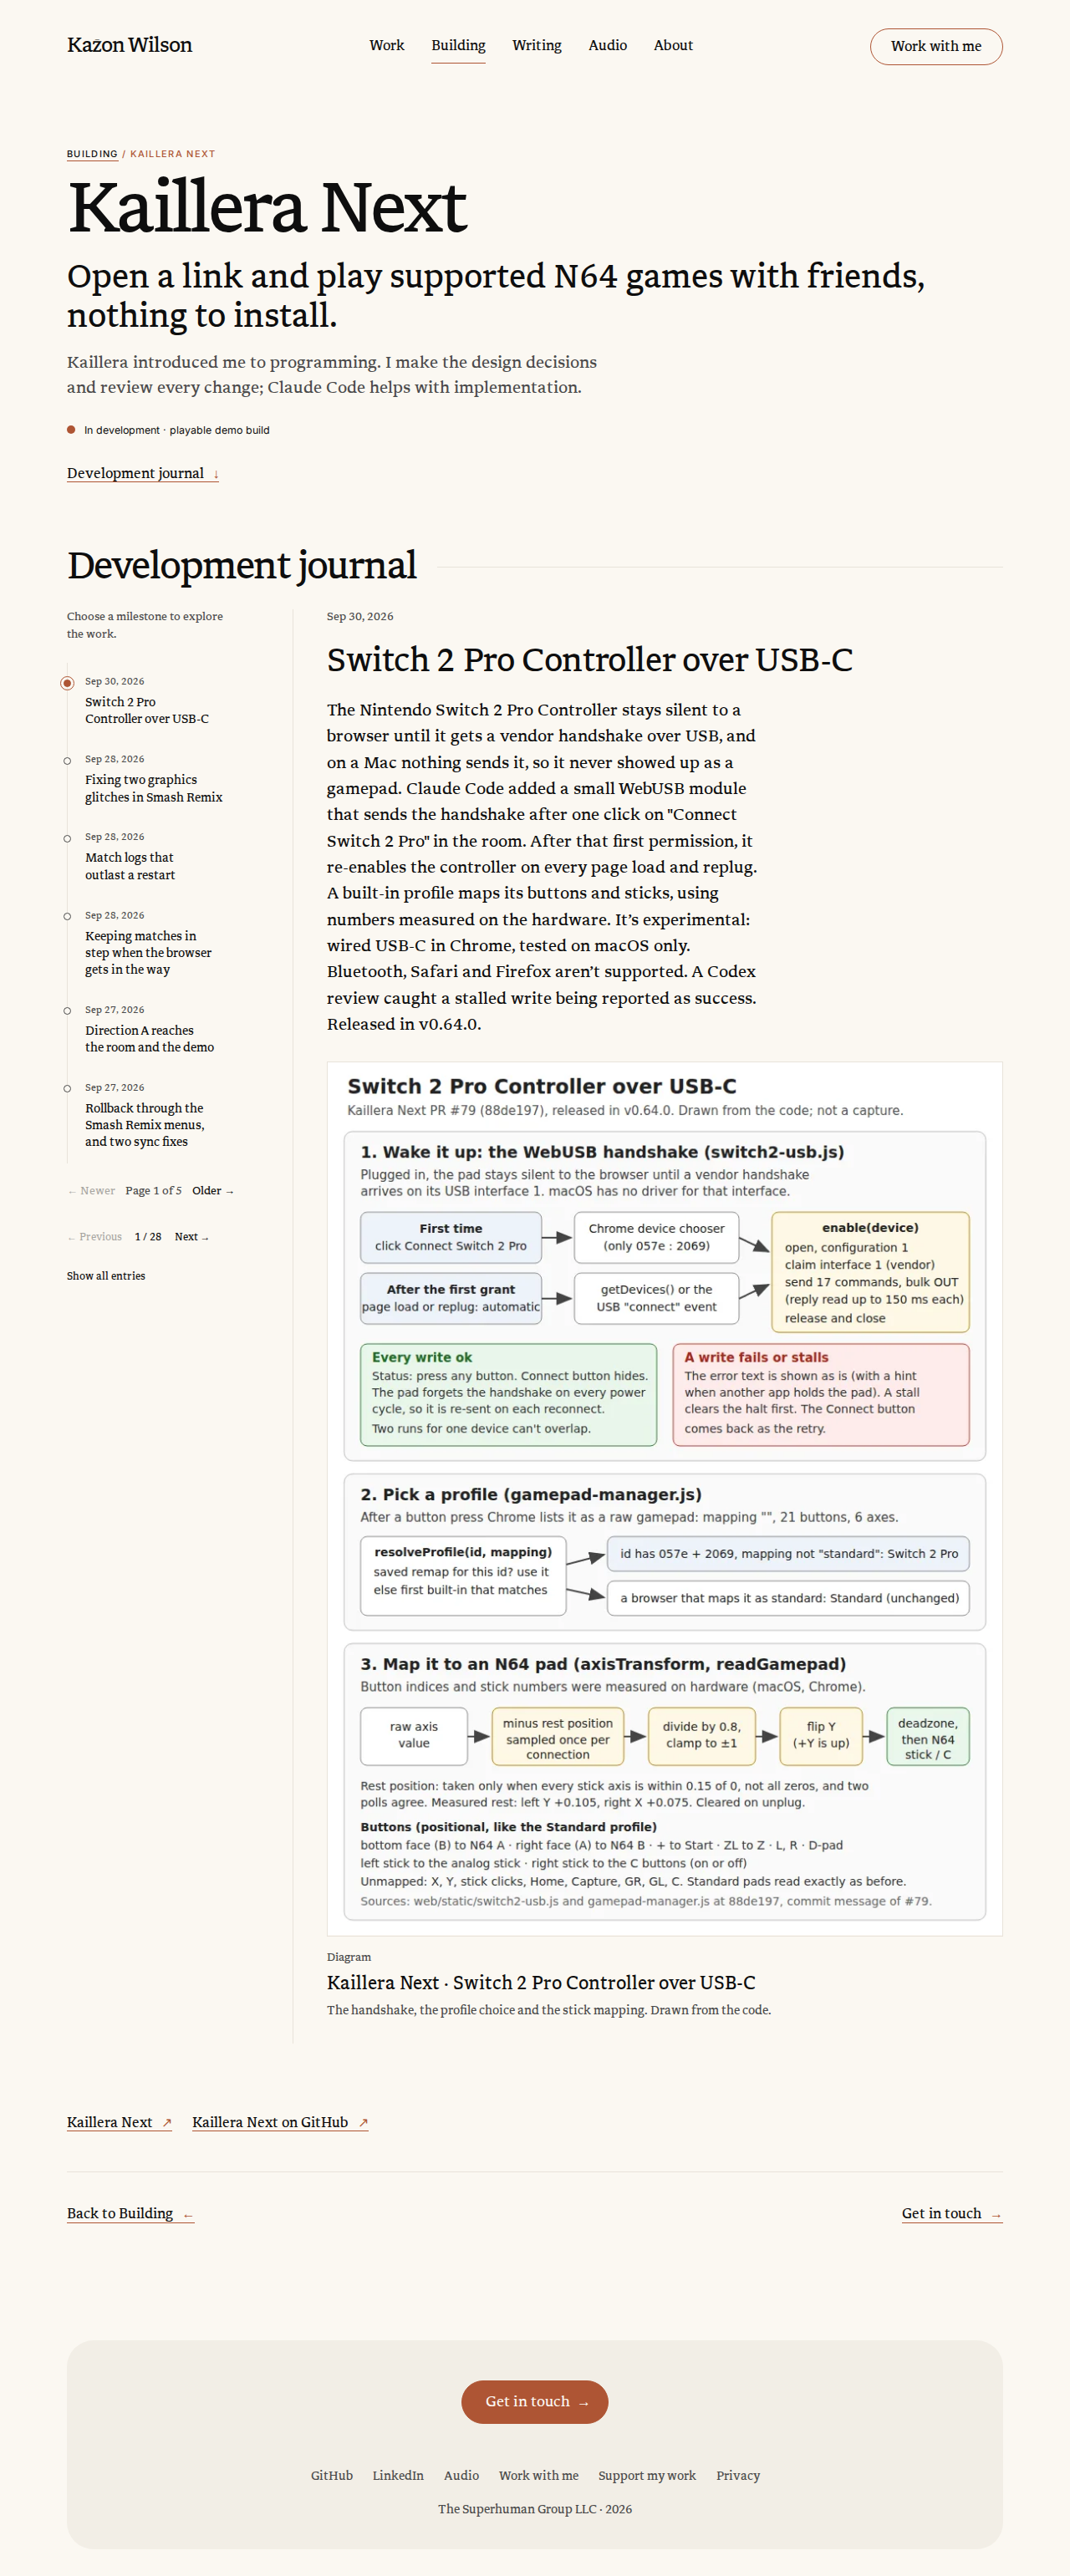 Kazon Wilson
Work
Building
Writing
Audio
About
Work with me
BUILDING / KAILLERA NEXT
Kaillera Next
Open a link and play supported N64 games with friends,
nothing to install.
Kaillera introduced me to programming. I make the design decisions
and review every change; Claude Code helps with implementation.
In development · playable demo build
Development journal ↓
Development journal
Choose a milestone to explore
the work.
Sep 30, 2026
Switch 2 Pro
Controller over USB-C
Sep 28, 2026
Fixing two graphics
glitches in Smash Remix
Sep 28, 2026
Match logs that
outlast a restart
Sep 28, 2026
Keeping matches in
step when the browser
gets in the way
Sep 27, 2026
Direction A reaches
the room and the demo
Sep 27, 2026
Rollback through the
Smash Remix menus,
and two sync fixes
← Newer Page 1 of 5 Older →
← Previous 1 / 28 Next →
Show all entries
Sep 30, 2026
Switch 2 Pro Controller over USB-C
The Nintendo Switch 2 Pro Controller stays silent to a
browser until it gets a vendor handshake over USB, and
on a Mac nothing sends it, so it never showed up as a
gamepad. Claude Code added a small WebUSB module
that sends the handshake after one click on "Connect
Switch 2 Pro" in the room. After that first permission, it
re-enables the controller on every page load and replug.
A built-in profile maps its buttons and sticks, using
numbers measured on the hardware. It’s experimental:
wired USB-C in Chrome, tested on macOS only.
Bluetooth, Safari and Firefox aren’t supported. A Codex
review caught a stalled write being reported as success.
Released in v0.64.0.
Switch 2 Pro Controller over USB-C
Kaillera Next PR #79 (88de197), released in v0.64.0. Drawn from the code; not a capture.
1. Wake it up: the WebUSB handshake (switch2-usb.js)
Plugged in, the pad stays silent to the browser until a vendor handshake
arrives on its USB interface 1. macOS has no driver for that interface.
First time
click Connect Switch 2 Pro
Chrome device chooser
(only 057e : 2069)
After the first grant
page load or replug: automatic
getDevices() or the
USB "connect" event
enable(device)
open, configuration 1
claim interface 1 (vendor)
send 17 commands, bulk OUT
(reply read up to 150 ms each)
release and close
Every write ok
Status: press any button. Connect button hides.
The pad forgets the handshake on every power
cycle, so it is re-sent on each reconnect.
Two runs for one device can't overlap.
A write fails or stalls
The error text is shown as is (with a hint
when another app holds the pad). A stall
clears the halt first. The Connect button
comes back as the retry.
2. Pick a profile (gamepad-manager.js)
After a button press Chrome lists it as a raw gamepad: mapping "", 21 buttons, 6 axes.
resolveProfile(id, mapping)
saved remap for this id? use it
else first built-in that matches
id has 057e + 2069, mapping not "standard": Switch 2 Pro
a browser that maps it as standard: Standard (unchanged)
3. Map it to an N64 pad (axisTransform, readGamepad)
Button indices and stick numbers were measured on hardware (macOS, Chrome).
raw axis
value
minus rest position
sampled once per
connection
divide by 0.8,
clamp to ±1
flip Y
(+Y is up)
deadzone,
then N64
stick / C
Rest position: taken only when every stick axis is within 0.15 of 0, not all zeros, and two
polls agree. Measured rest: left Y +0.105, right X +0.075. Cleared on unplug.
Buttons (positional, like the Standard profile)
bottom face (B) to N64 A · right face (A) to N64 B · + to Start · ZL to Z · L, R · D-pad
left stick to the analog stick · right stick to the C buttons (on or off)
Unmapped: X, Y, stick clicks, Home, Capture, GR, GL, C. Standard pads read exactly as before.
Sources: web/static/switch2-usb.js and gamepad-manager.js at 88de197, commit message of #79.
Diagram
Kaillera Next · Switch 2 Pro Controller over USB-C
The handshake, the profile choice and the stick mapping. Drawn from the code.
Kaillera Next ↗
Kaillera Next on GitHub ↗
Back to Building ←
Get in touch →
Get in touch →
GitHub
LinkedIn
Audio
Work with me
Support my work
Privacy
The Superhuman Group LLC · 2026